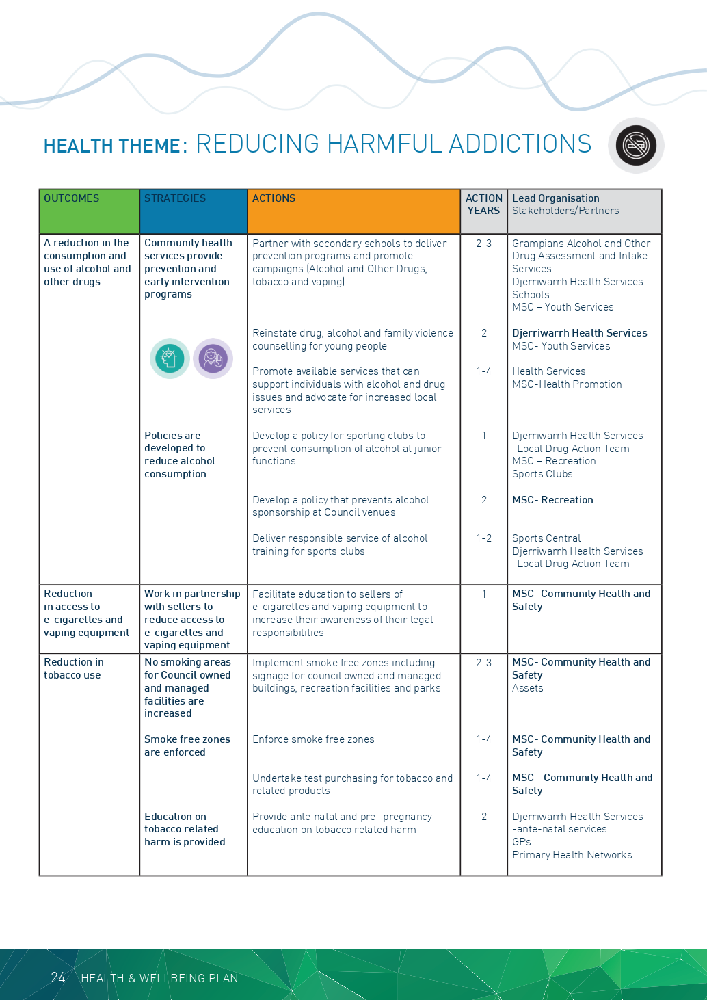 HEALTH THEME: REDUCING HARMFUL ADDICTIONS
OUTCOMES
STRATEGIES
ACTIONS
ACTION
YEARS
Lead Organisation
Stakeholders/Partners
A reduction in the
consumption and
use of alcohol and
other drugs
Community health
services provide
prevention and
early intervention
programs
Partner with secondary schools to deliver
prevention programs and promote
campaigns (Alcohol and Other Drugs,
tobacco and vaping)
2-3
Grampians Alcohol and Other
Drug Assessment and Intake
Services
Djerriwarrh Health Services
Schools
MSC – Youth Services
Reinstate drug, alcohol and family violence
counselling for young people
2
Djerriwarrh Health Services
MSC- Youth Services
Promote available services that can
support individuals with alcohol and drug
issues and advocate for increased local
services
1-4
Health Services
MSC-Health Promotion
Policies are
developed to
reduce alcohol
consumption
Develop a policy for sporting clubs to
prevent consumption of alcohol at junior
functions
1
Djerriwarrh Health Services
-Local Drug Action Team
MSC – Recreation
Sports Clubs
Develop a policy that prevents alcohol
sponsorship at Council venues
2
MSC- Recreation
Deliver responsible service of alcohol
training for sports clubs
1-2
Sports Central
Djerriwarrh Health Services
-Local Drug Action Team
Reduction
in access to
e-cigarettes and
vaping equipment
Work in partnership
with sellers to
reduce access to
e-cigarettes and
vaping equipment
Facilitate education to sellers of
e-cigarettes and vaping equipment to
increase their awareness of their legal
responsibilities
1
MSC- Community Health and
Safety
Reduction in
tobacco use
No smoking areas
for Council owned
and managed
facilities are
increased
Implement smoke free zones including
signage for council owned and managed
buildings, recreation facilities and parks
2-3
MSC- Community Health and
Safety
Assets
Smoke free zones
are enforced
Enforce smoke free zones
1-4
MSC- Community Health and
Safety
Undertake test purchasing for tobacco and
related products
1-4
MSC - Community Health and
Safety
Education on
tobacco related
harm is provided
Provide ante natal and pre- pregnancy
education on tobacco related harm
2
Djerriwarrh Health Services
-ante-natal services
GPs
Primary Health Networks
24 HEALTH & WELLBEING PLAN